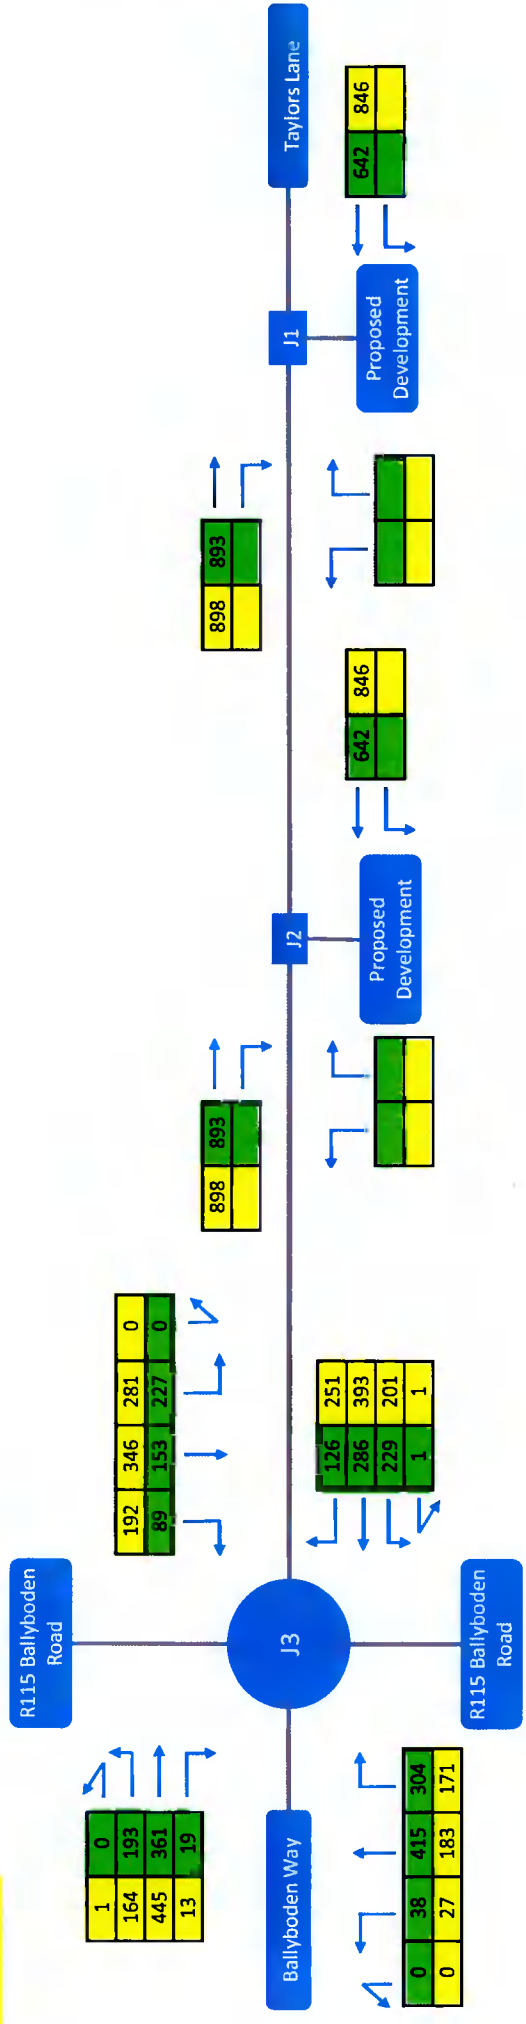 R115 Ballyboden
Road
1 0
164 193
445 361
13 19
192 346 281 0
89 153 227 0
898 893
898 893
Ballyboden Way
J3
J2
J1
Taylors Lane
126 251
286 393
229 201
1 1
642 846
642 846
Proposed
Development
Proposed
Development
0 38 415 304
0 27 183 171
R115 Ballyboden
Road